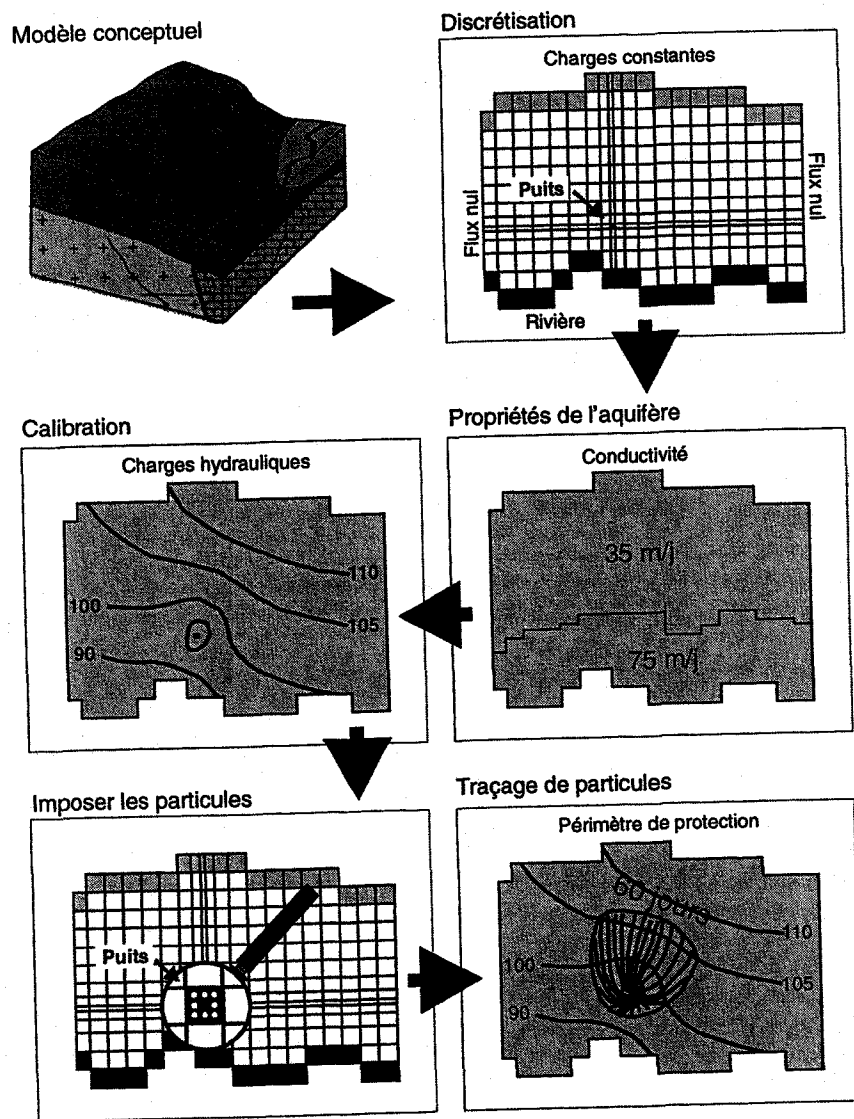 Modèle conceptuel
Discrétisation
Charges constantes
Puits
Flux nul
Flux nul
Rivière
Propriétés de l'aquifère
Conductivité
35 m/j
75 m/j
Calibration
Charges hydrauliques
110
105
100
90
Imposer les particules
Puits
Traçage de particules
Périmètre de protection
60 jours
110
105
100
90